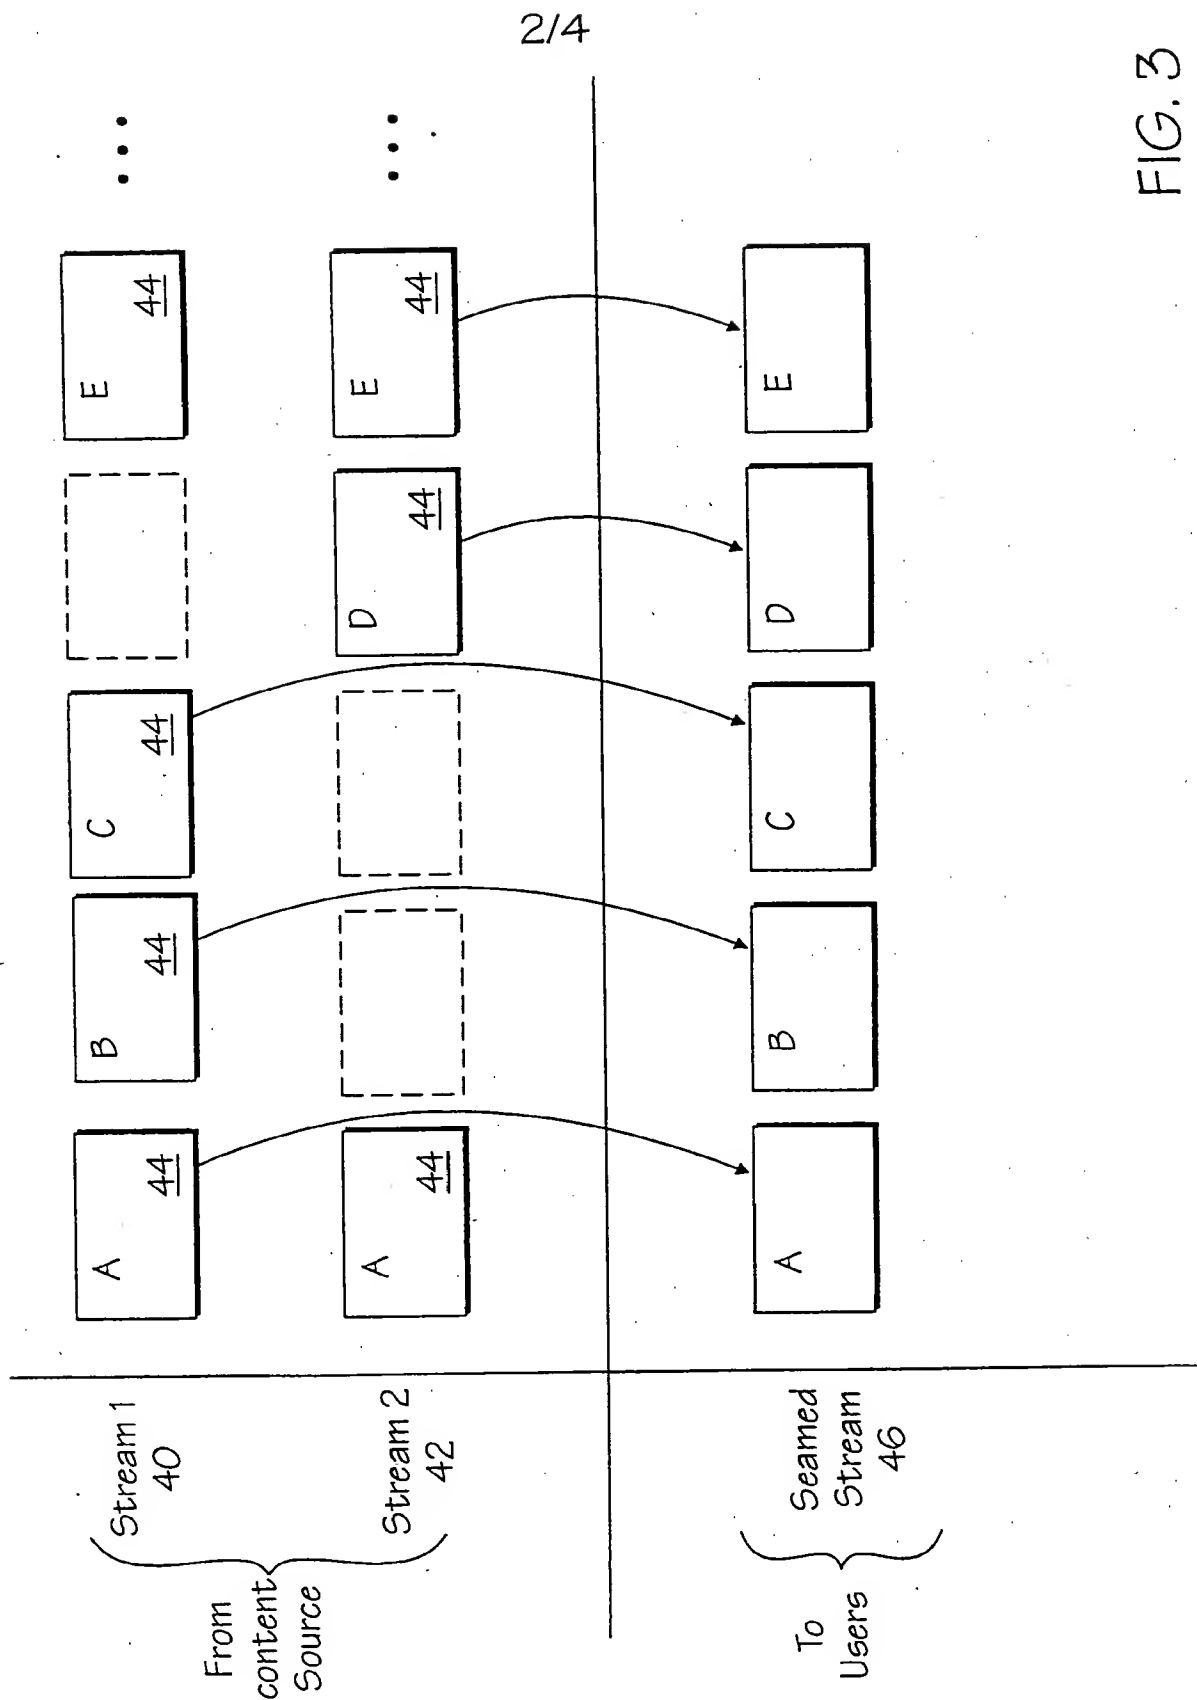 2/4
From
content
Source
Stream 1
40
A
44
B
44
C
44
E
44
Stream 2
42
A
44
D
44
E
44
To
Users
Seamed
Stream
46
A
B
C
D
E
FIG. 3